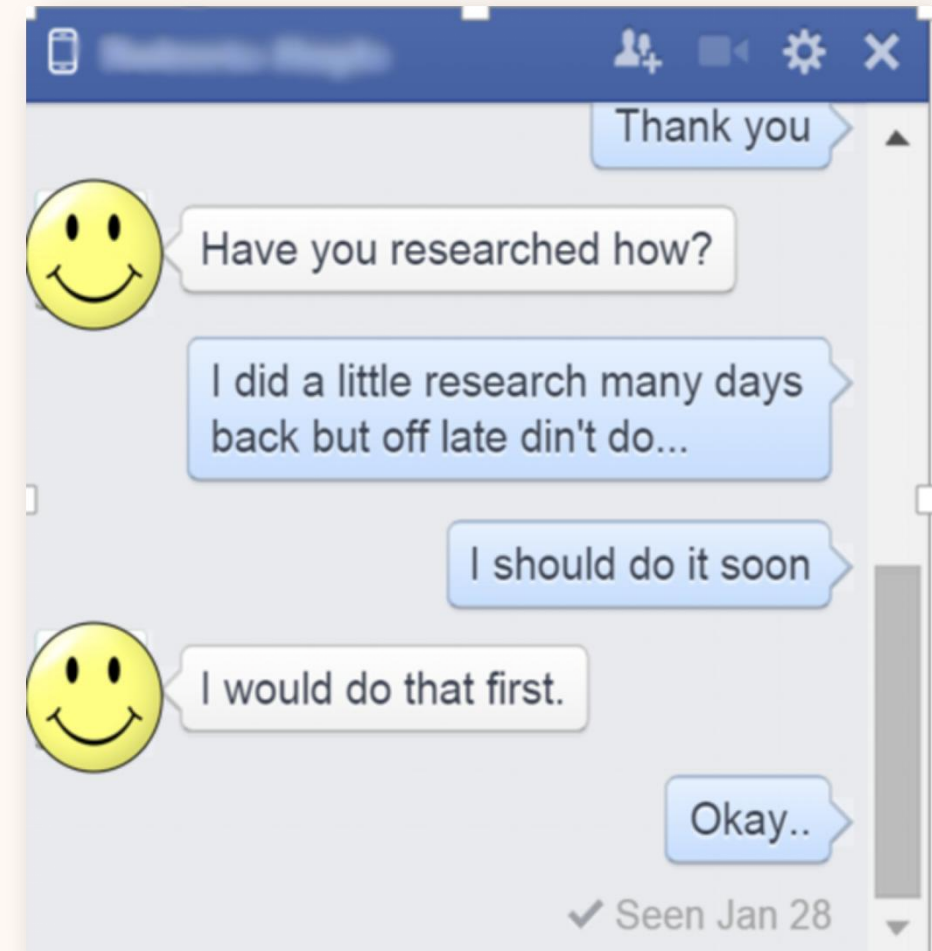 Thank you
Have you researched how?
I did a little research many days
back but off late din't do...
I should do it soon
I would do that first.
Okay..
Seen Jan 28